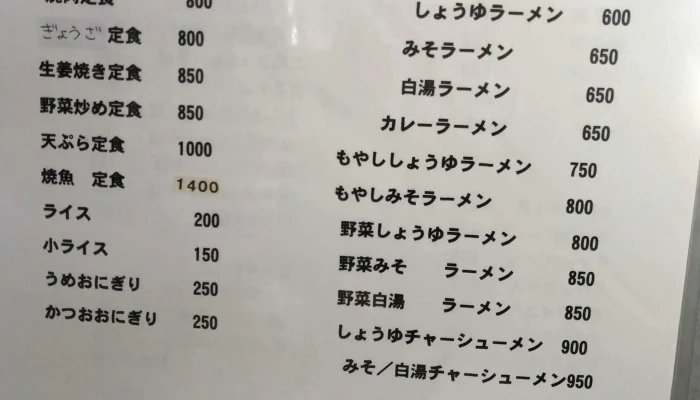 焼肉定食 800
ぎょうざ 定食 800
生姜焼き定食 850
野菜炒め定食 850
天ぷら定食 1000
焼魚 定食 1400
ライス 200
小ライス 150
うめおにぎり 250
かつおおにぎり 250
しょうゆラーメン 600
みそラーメン 650
白湯ラーメン 650
カレーラーメン 650
もやししょうゆラーメン 750
もやしみそラーメン 800
野菜しょうゆラーメン 800
野菜みそ ラーメン 850
野菜白湯 ラーメン 850
しょうゆチャーシューメン 900
みそ／白湯チャーシューメン950